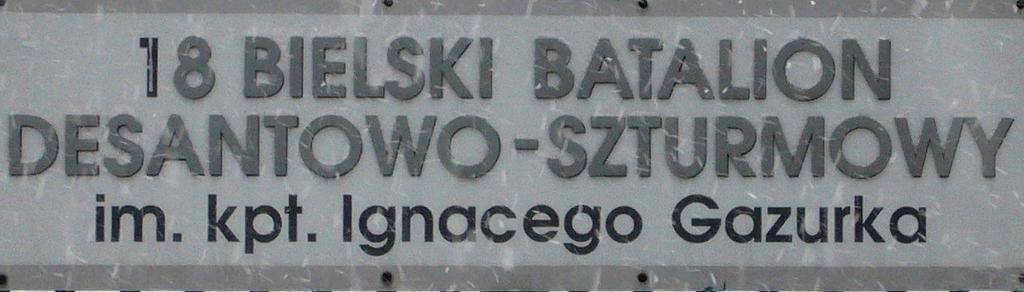 18 BIELSKI BATALION
DESANTOWO-SZTURMOWY
im. kpt. Ignacego Gazurka